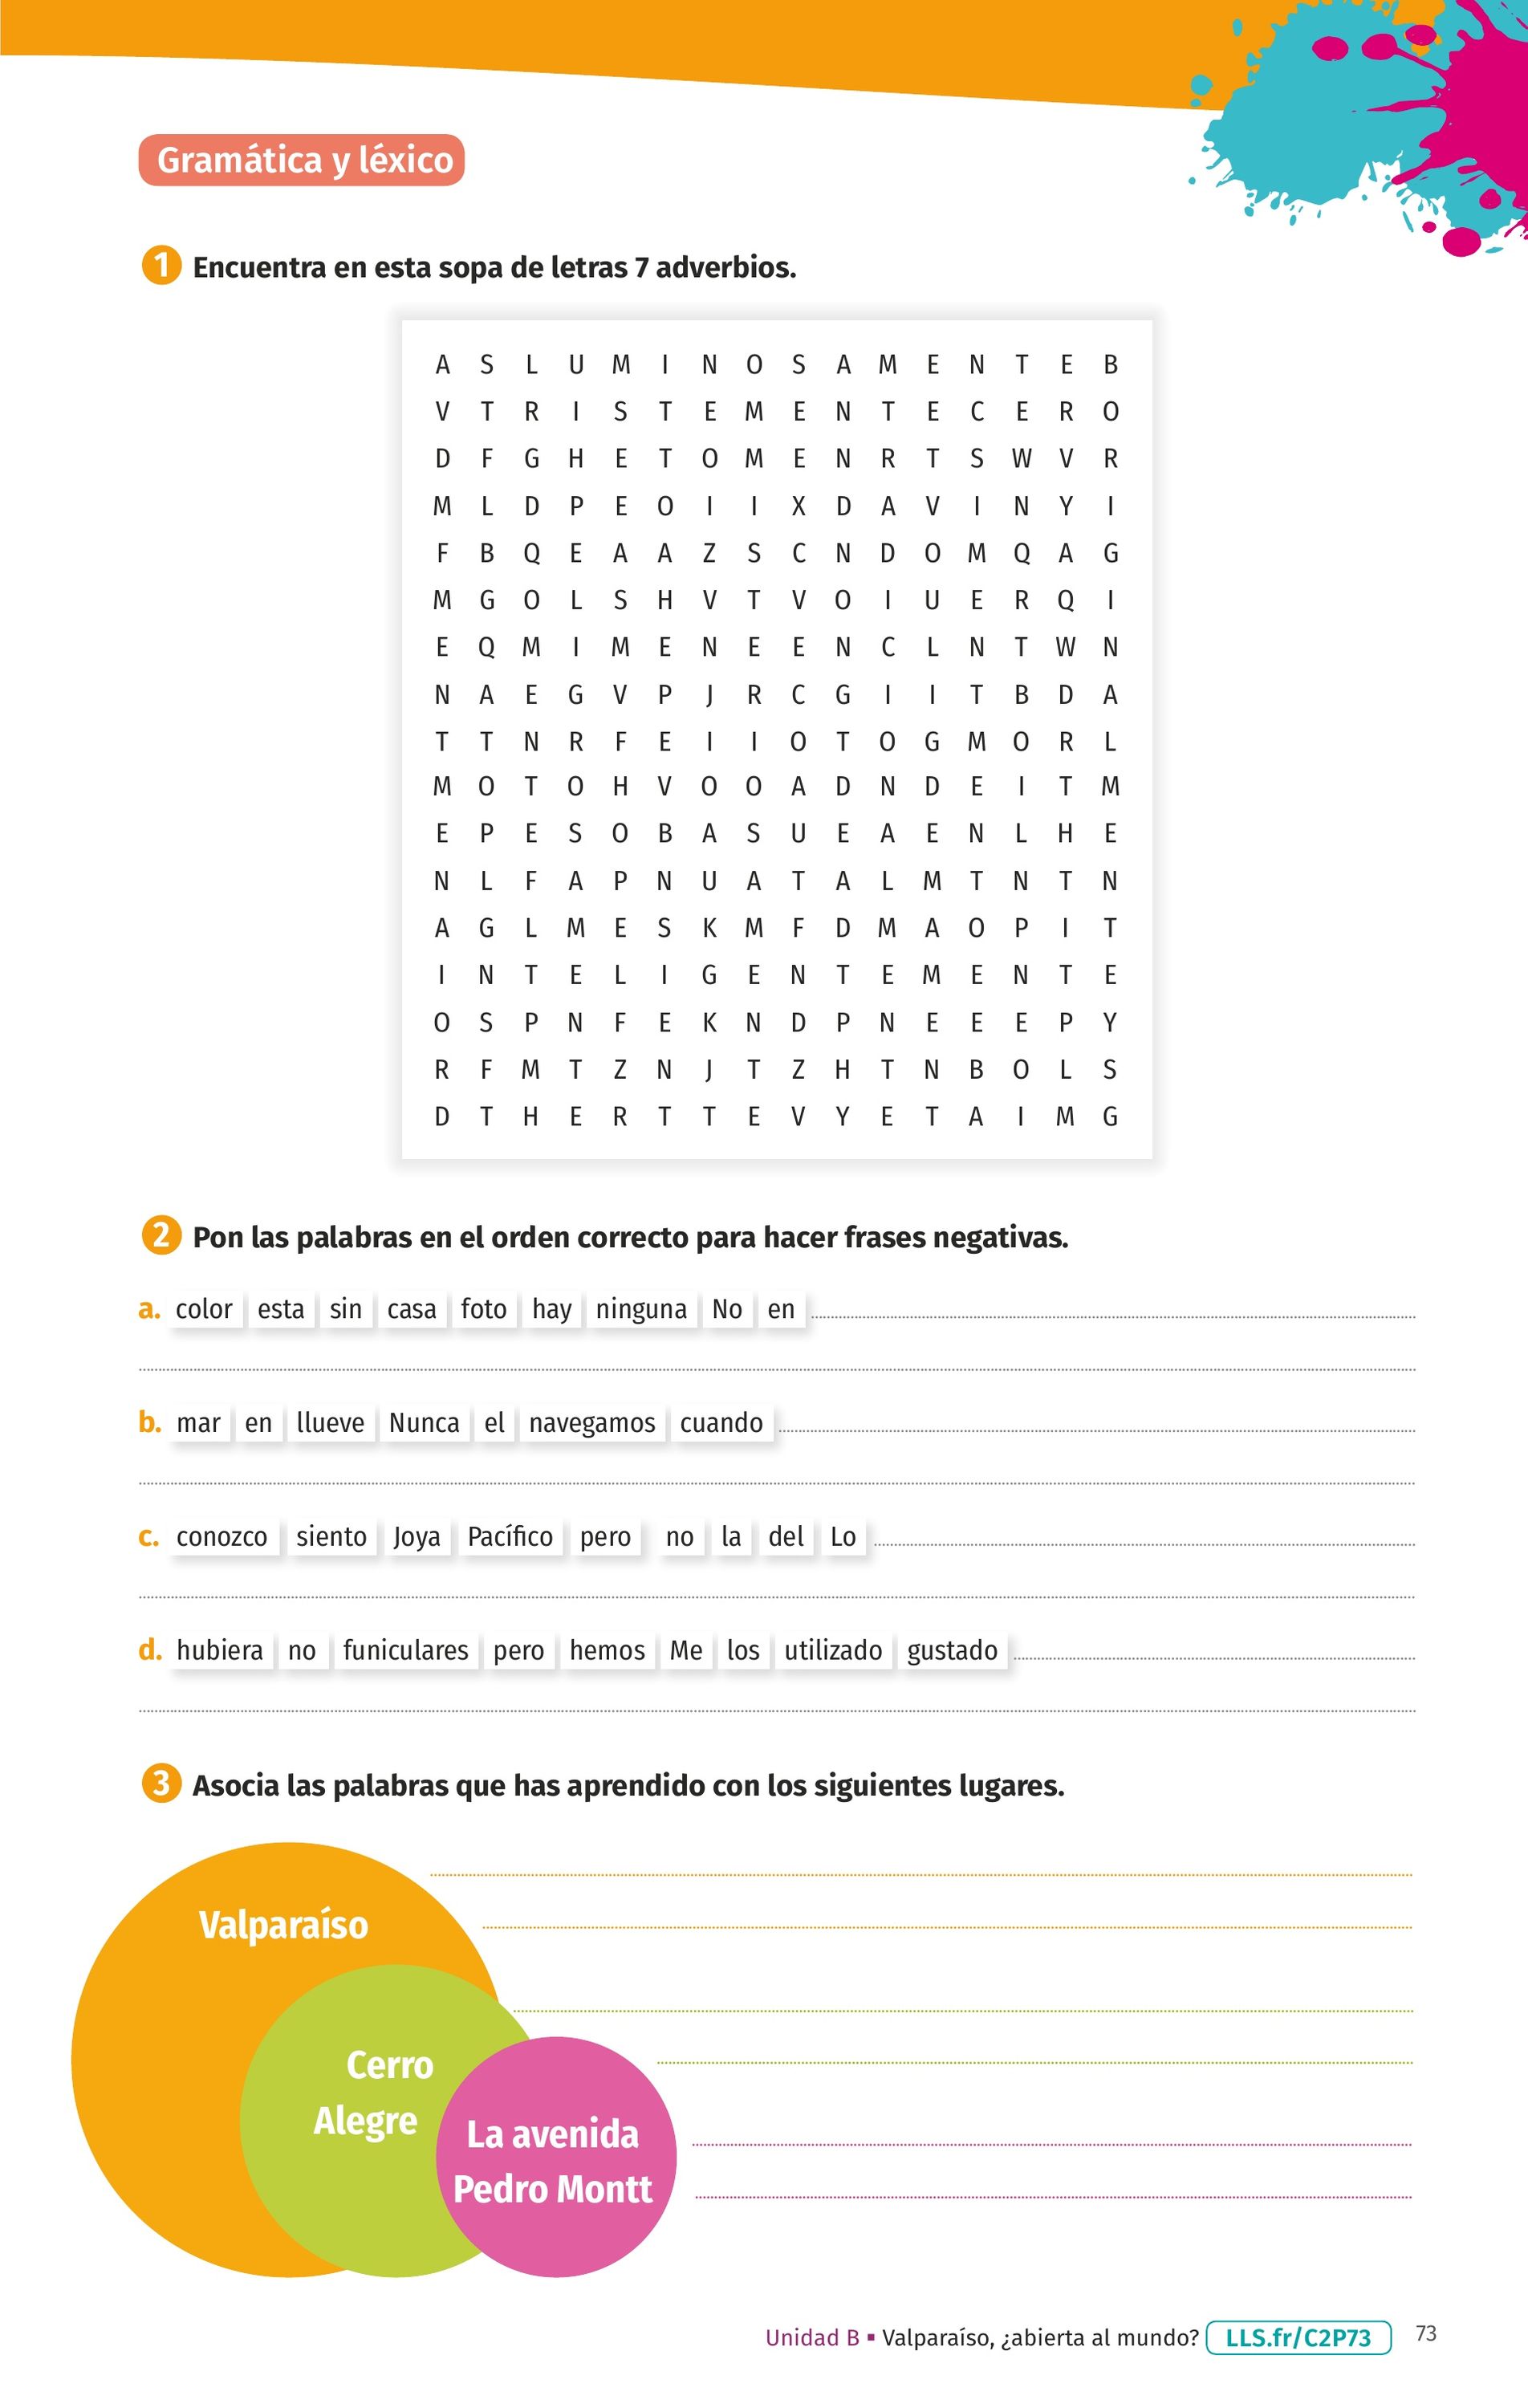 Gramática y léxico
1 Encuentra en esta sopa de letras 7 adverbios.
A S L U M I N O S A M E N T E B
V T R I S T E M E N T E C E R O
D F G H E T O M E N R T S W V R
M L D P E O I I X D A V I N Y I
F B Q E A A Z S C N D O M Q A G
M G O L S H V T V O I U E R Q I
E Q M I M E N E E N C L N T W N
N A E G V P J R C G I I T B D A
T T N R F E I I O T O G M O R L
M O T O H V O O A D N D E I T M
E P E S O B A S U E A E N L H E
N L F A P N U A T A L M T N T N
A G L M E S K M F D M A O P I T
I N T E L I G E N T E M E N T E
O S P N F E K N D P N E E E P Y
R F M T Z N J T Z H T N B O L S
D T H E R T T E V Y E T A I M G
2 Pon las palabras en el orden correcto para hacer frases negativas.
a. color esta sin casa foto hay ninguna No en
b. mar en llueve Nunca el navegamos cuando
c. conozco siento Joya Pacífico pero no la del Lo
d. hubiera no funiculares pero hemos Me los utilizado gustado
3 Asocia las palabras que has aprendido con los siguientes lugares.
Valparaíso
Cerro
Alegre
La avenida
Pedro Montt
Unidad B ▪ Valparaíso, ¿abierta al mundo? LLS.fr/C2P73 73